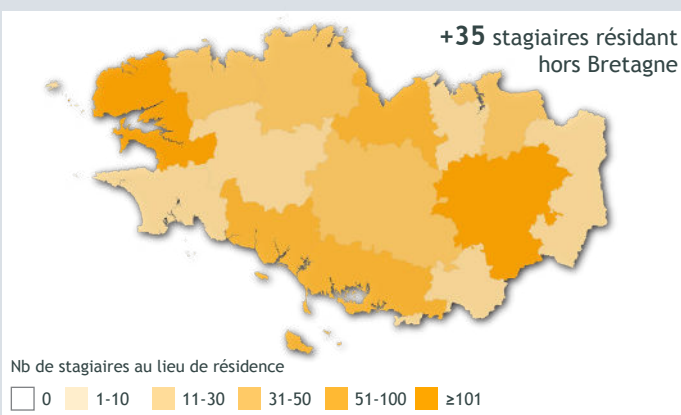 +35 stagiaires résidant
hors Bretagne
Nb de stagiaires au lieu de résidence
0 1-10 11-30 31-50 51-100 ≥101